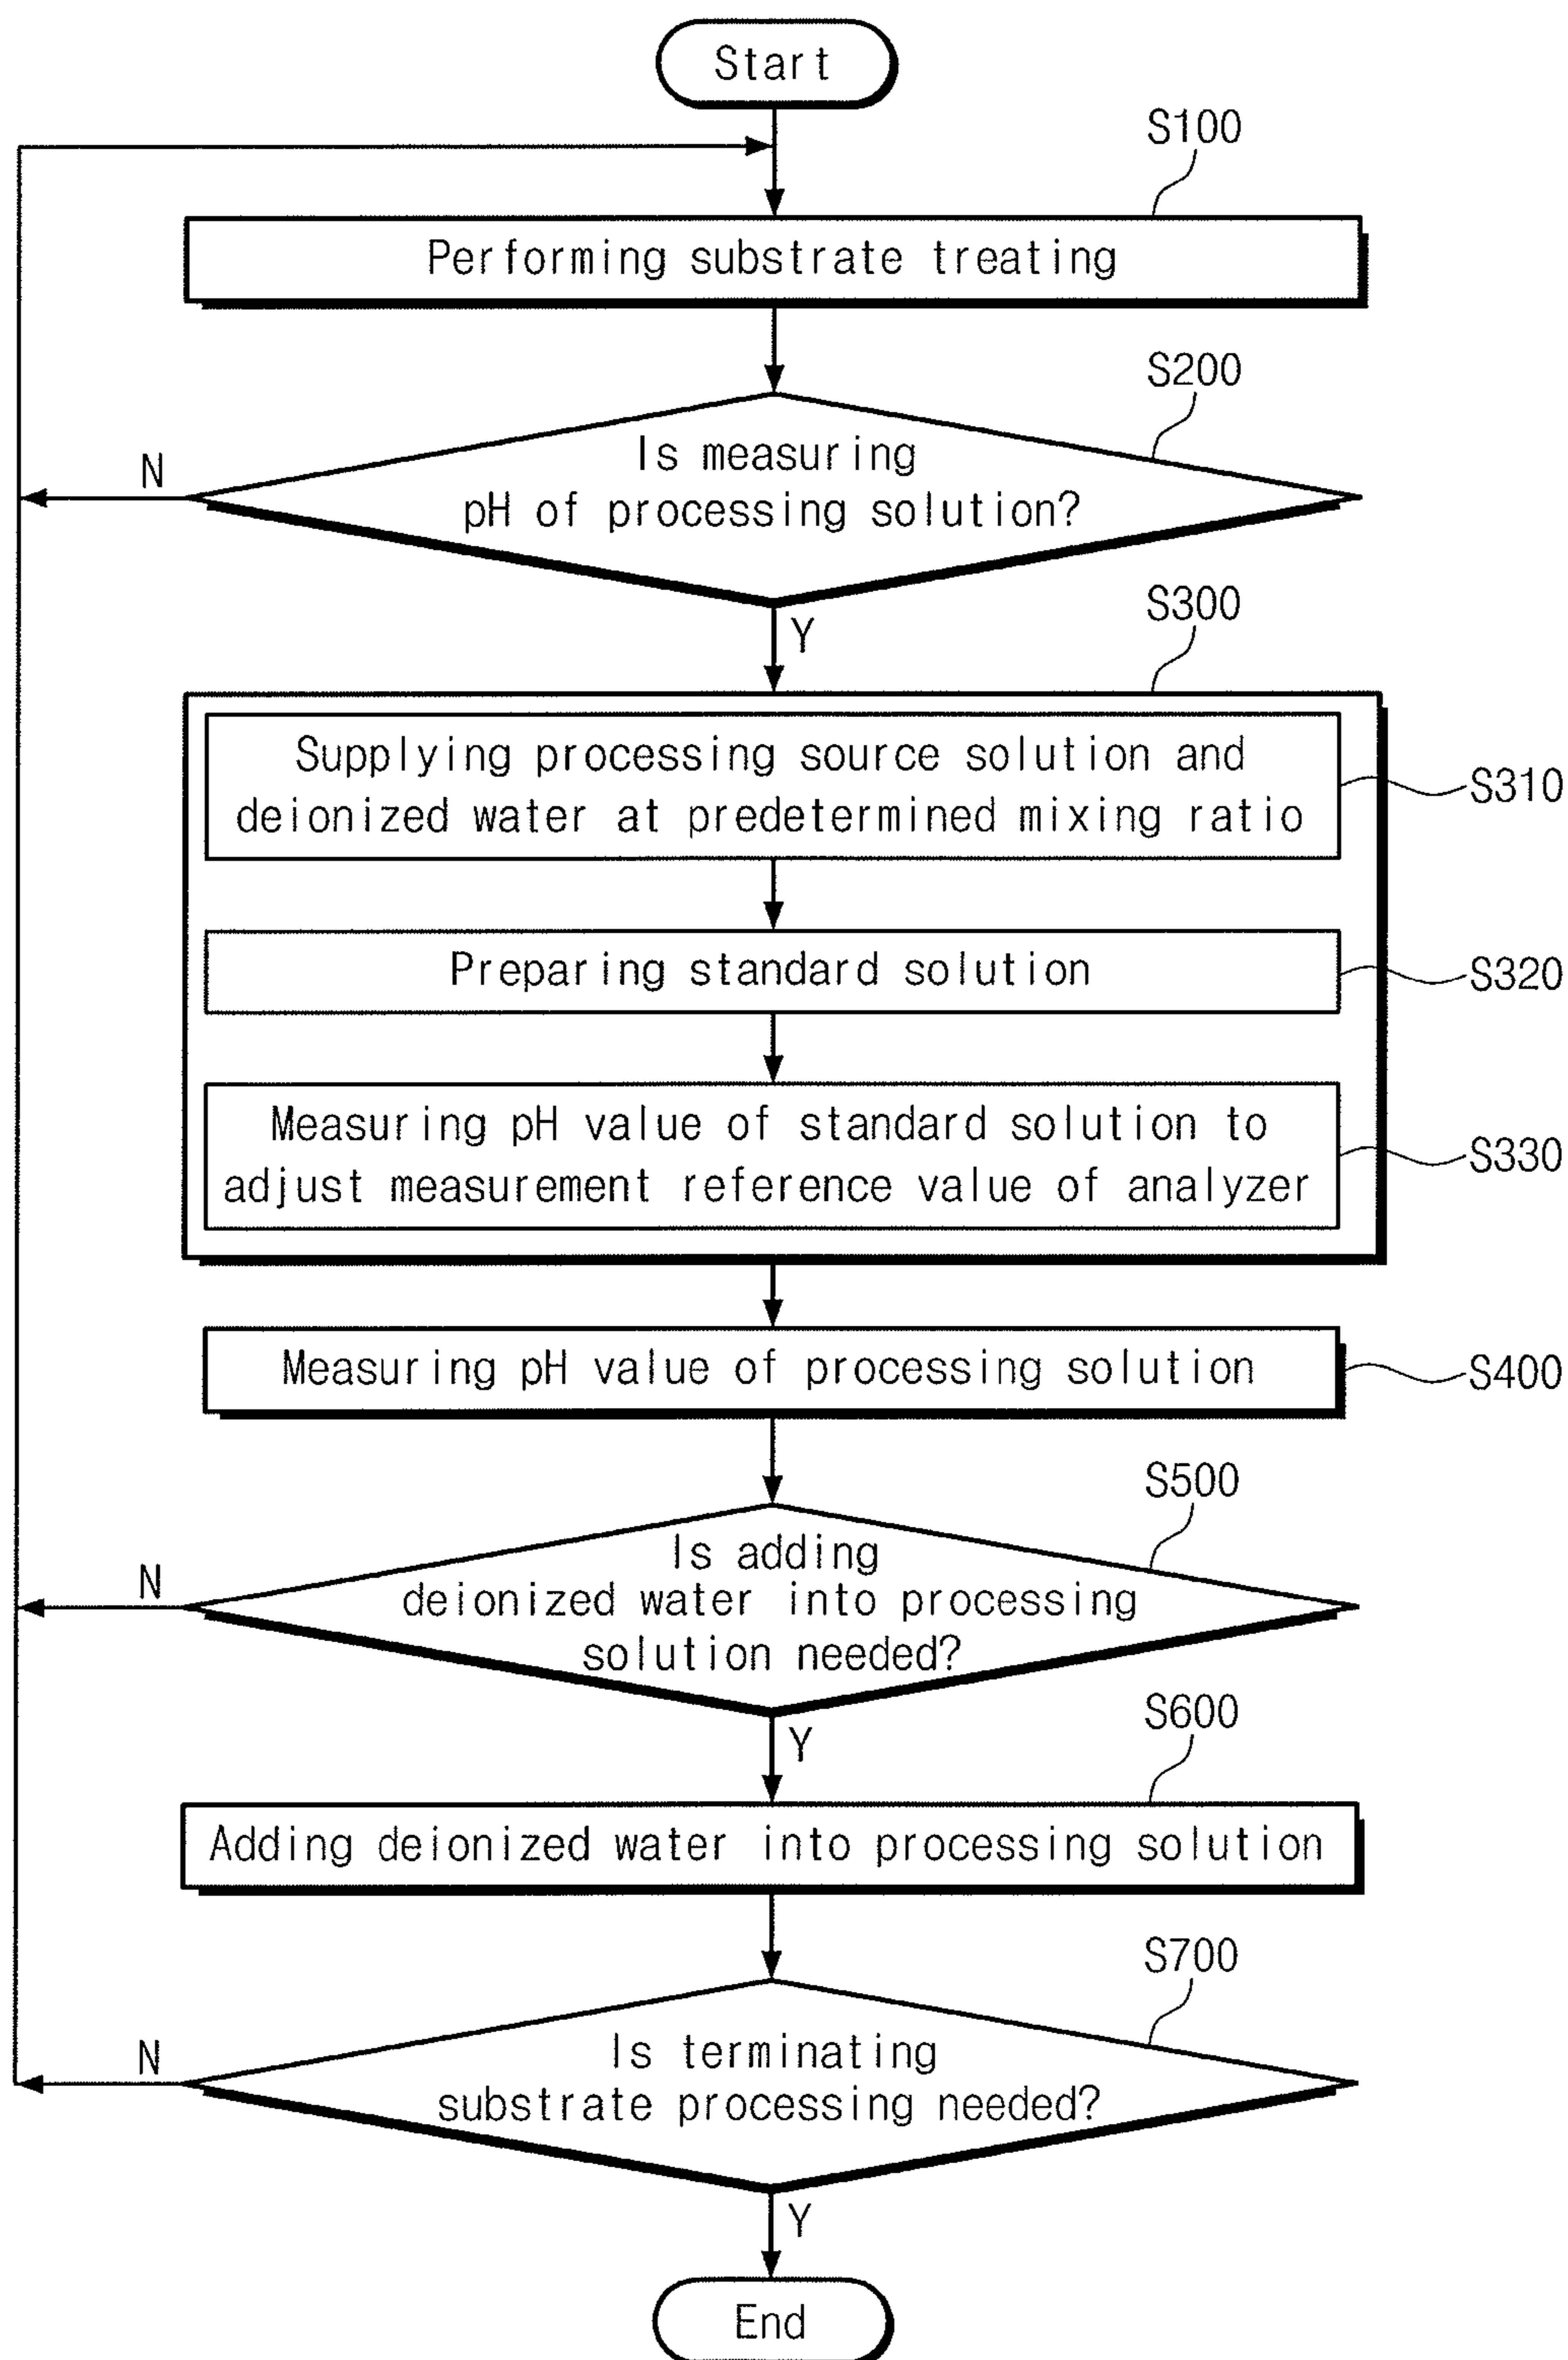 Start
S100
Performing substrate treating
S200
Is measuring
pH of processing solution?
N
Y
S300
Supplying processing source solution and
deionized water at predetermined mixing ratio
S310
Preparing standard solution
S320
Measuring pH value of standard solution to
adjust measurement reference value of analyzer
S330
Measuring pH value of processing solution
S400
S500
Is adding
deionized water into processing
solution needed?
N
Y
S600
Adding deionized water into processing solution
S700
Is terminating
substrate processing needed?
N
Y
End